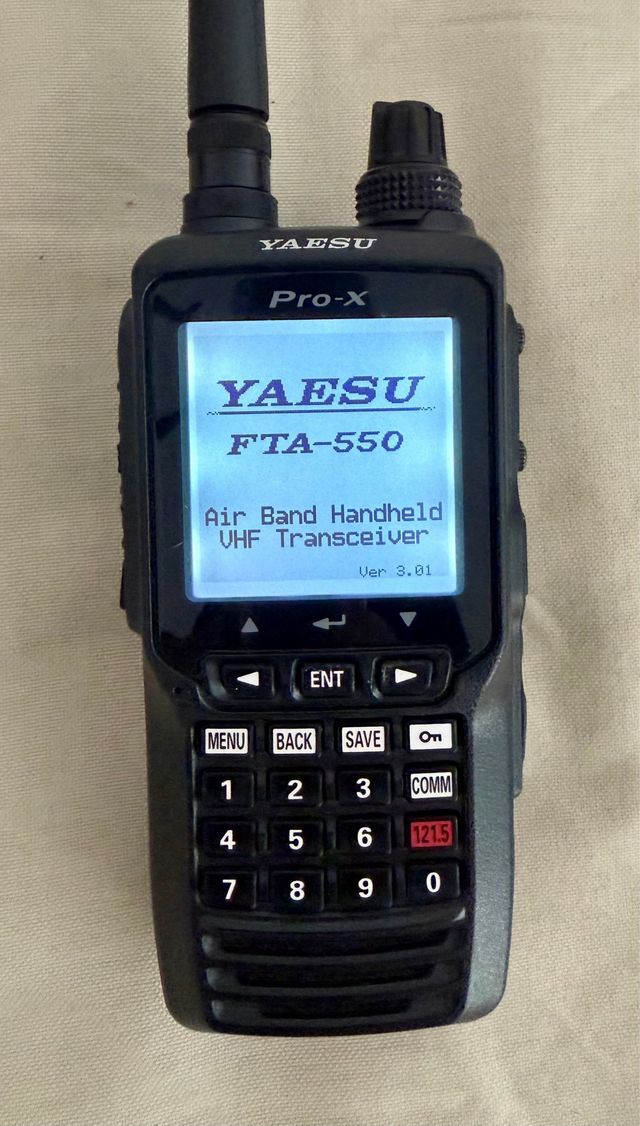 YAESU
Pro-X
YAESU
FTA-550
Air Band Handheld
VHF Transceiver
Ver 3.01
ENT
MENU BACK SAVE
1 2 3 COMM
4 5 6 121.5
7 8 9 0